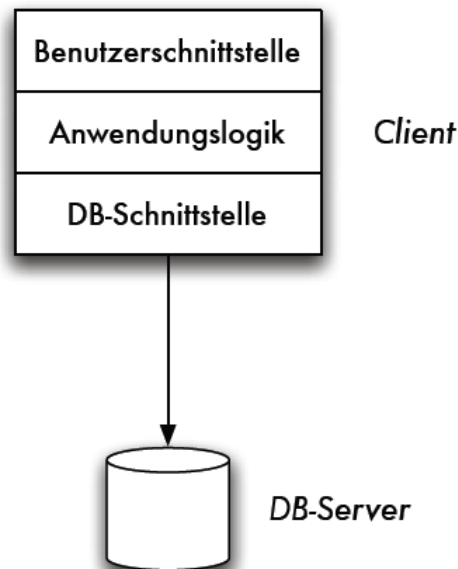 Benutzerschnittstelle
Anwendungslogik
Client
DB-Schnittstelle
DB-Server